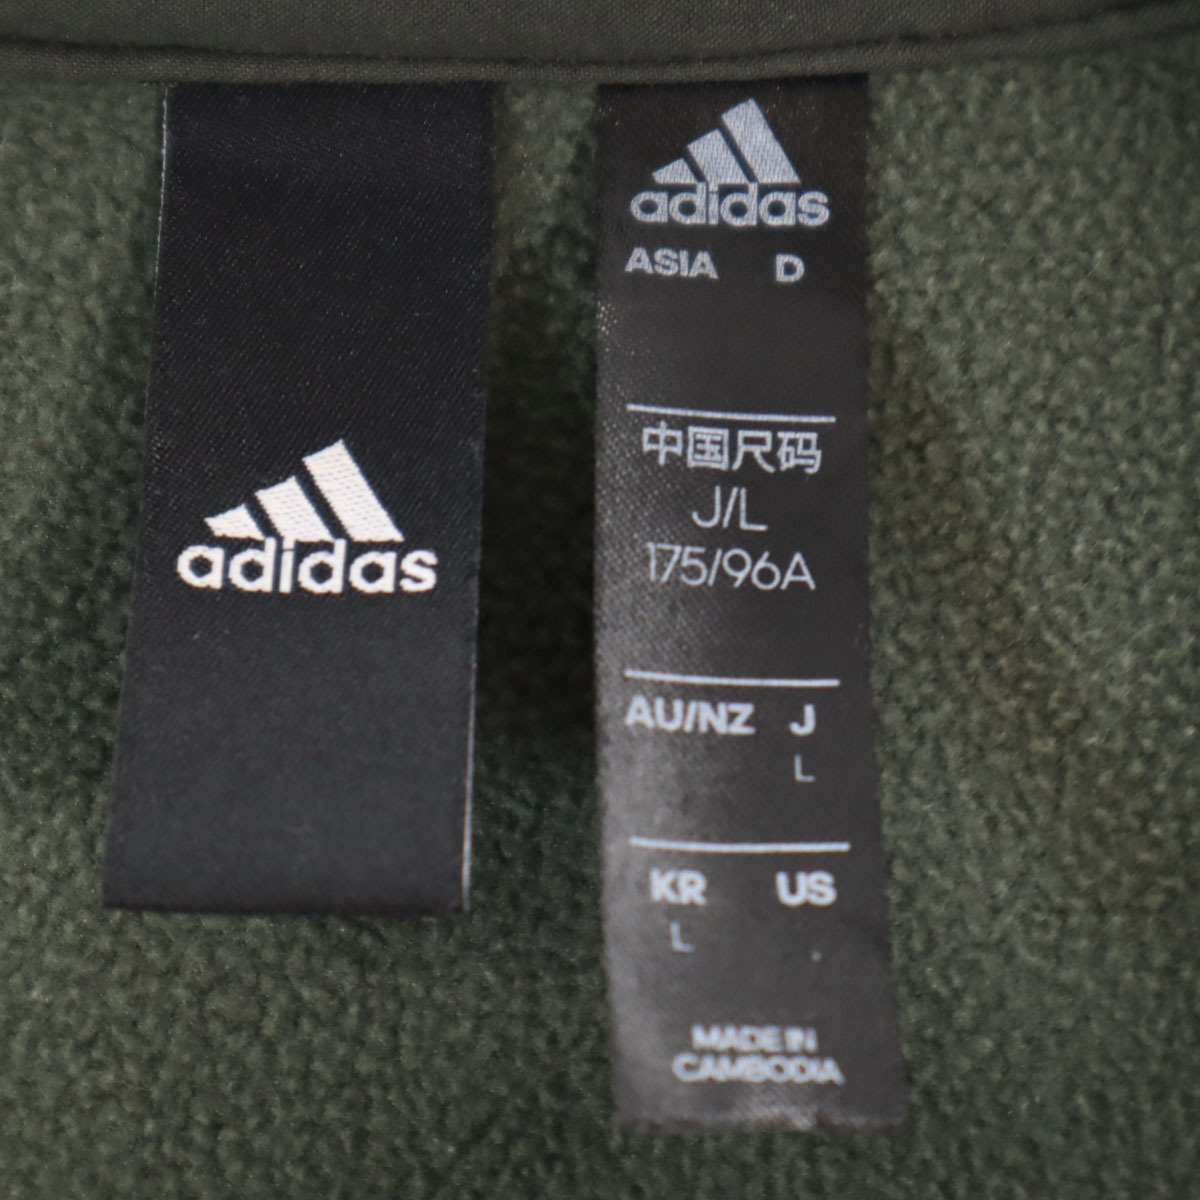 adidas
adidas
ASIA D
中国尺码
J/L
175/96A
AU/NZ J
L
KR US
L .
MADE IN
CAMBODIA